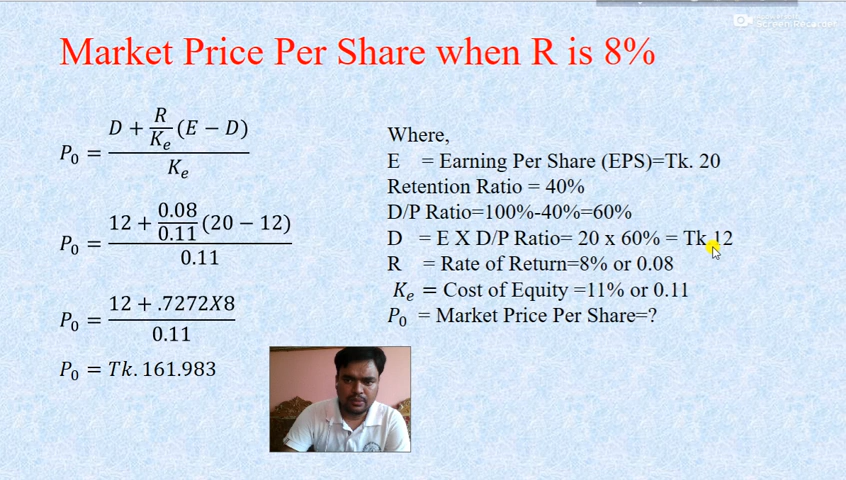 Screen Recorder
Market Price Per Share when R is 8%
P₀ = (D + R/Kₑ (E − D)) / Kₑ
P₀ = (12 + 0.08/0.11 (20 − 12)) / 0.11
P₀ = (12 + .7272X8) / 0.11
P₀ = Tk. 161.983
Where,
E = Earning Per Share (EPS)=Tk. 20
Retention Ratio = 40%
D/P Ratio=100%-40%=60%
D = E X D/P Ratio= 20 x 60% = Tk 12
R = Rate of Return=8% or 0.08
Kₑ = Cost of Equity =11% or 0.11
P₀ = Market Price Per Share=?